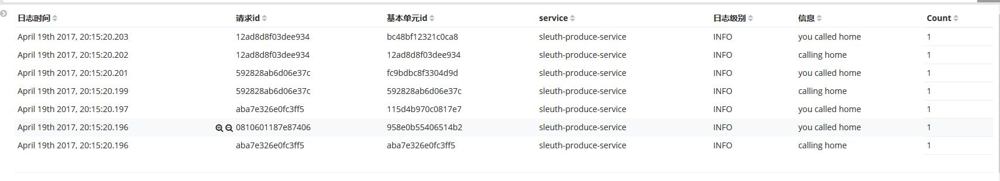 日志时间 请求id 基本单元id service 日志级别 信息 Count
April 19th 2017, 20:15:20.203 12ad8d8f03dee934 bc48bf12321c0ca8 sleuth-produce-service INFO you called home 1
April 19th 2017, 20:15:20.202 12ad8d8f03dee934 12ad8d8f03dee934 sleuth-produce-service INFO calling home 1
April 19th 2017, 20:15:20.201 592828ab6d06e37c fc9bdbc8f3304d9d sleuth-produce-service INFO you called home 1
April 19th 2017, 20:15:20.199 592828ab6d06e37c 592828ab6d06e37c sleuth-produce-service INFO calling home 1
April 19th 2017, 20:15:20.197 aba7e326e0fc3ff5 115d4b970c0817e7 sleuth-produce-service INFO you called home 1
April 19th 2017, 20:15:20.196 0810601187e87406 958e0b55406514b2 sleuth-produce-service INFO you called home 1
April 19th 2017, 20:15:20.196 aba7e326e0fc3ff5 aba7e326e0fc3ff5 sleuth-produce-service INFO calling home 1